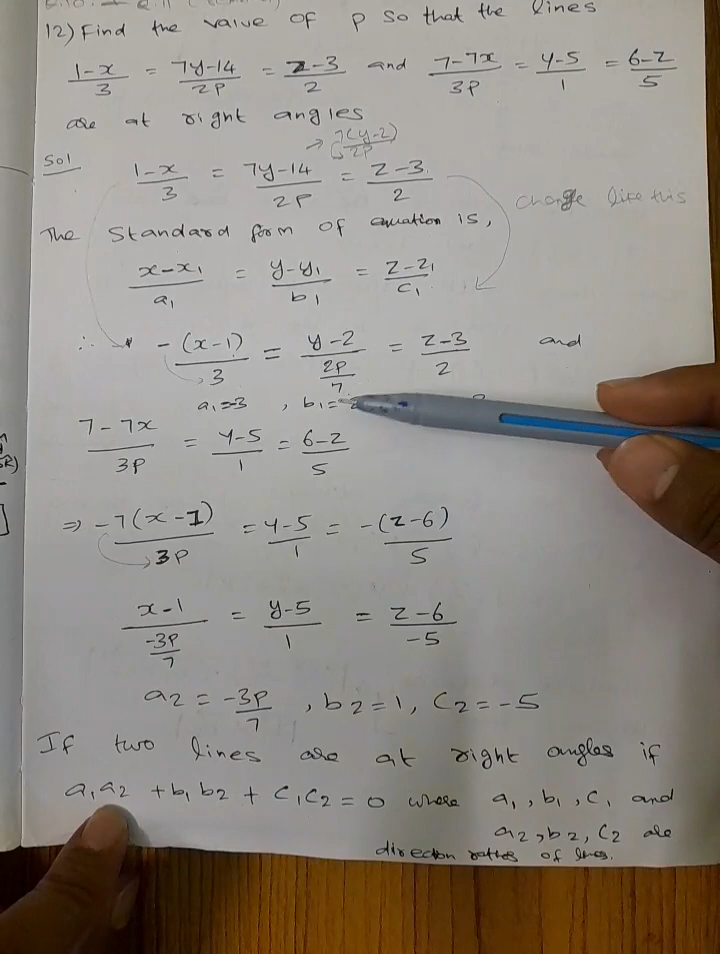 12) Find the value of p so that the lines
1-x/3 = 7y-14/2p = z-3/2 and 7-7x/3p = y-5/1 = 6-z/5
are at right angles
→ 7(y-2)/2p
Sol 1-x/3 = 7y-14/2p = z-3/2
change like this
The standard form of equation is,
x-x₁/a₁ = y-y₁/b₁ = z-z₁/c₁
∴ -(x-1)/3 = y-2/(2p/7) = z-3/2 and
a₁=-3 , b₁=
7-7x/3p = y-5/1 = 6-z/5
⇒ -7(x-1)/3p = y-5/1 = -(z-6)/5
x-1/(-3p/7) = y-5/1 = z-6/-5
a₂ = -3p/7 , b₂=1, c₂=-5
If two lines are at right angles if
a₁a₂ + b₁b₂ + c₁c₂ = 0 where a₁, b₁, c₁ and
a₂, b₂, c₂ are
direction ratios of lines.